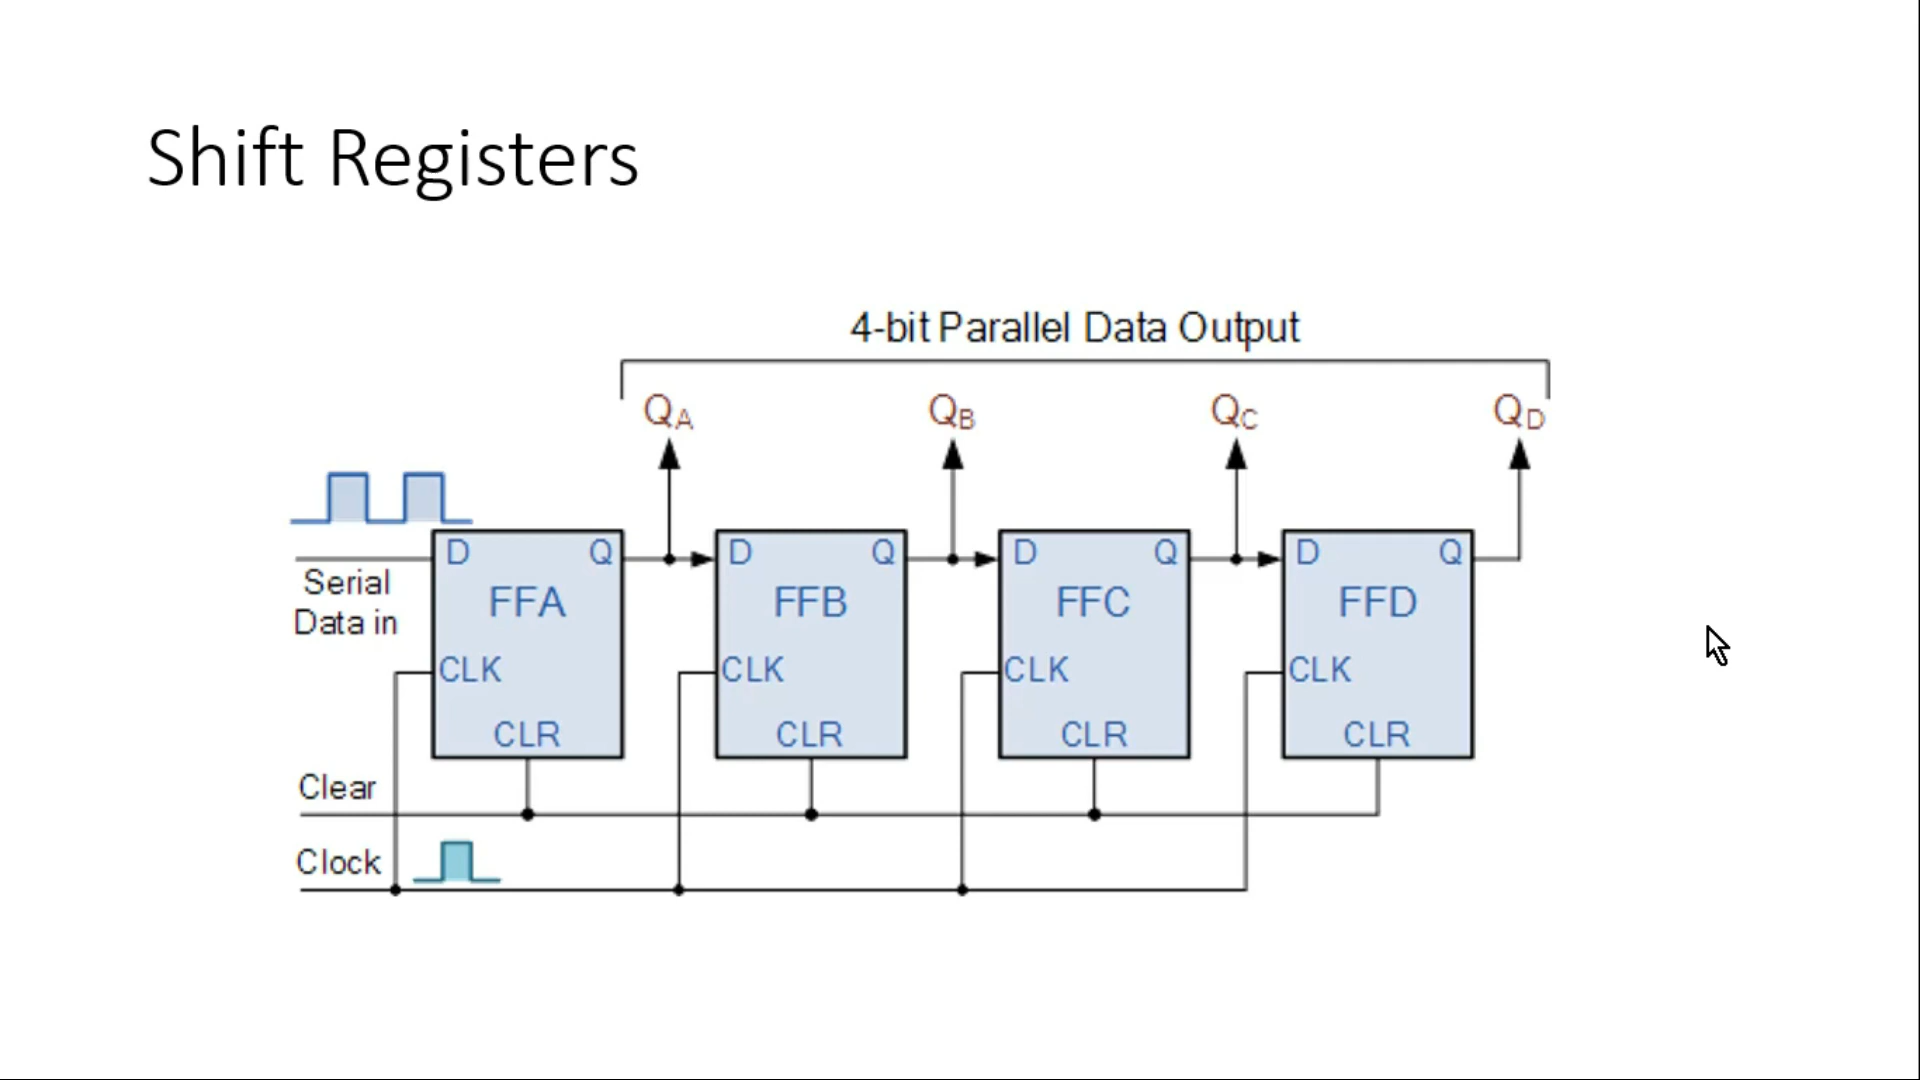 Shift Registers
4-bit Parallel Data Output
QA QB QC QD
D Q D Q D Q D Q
Serial
Data in
FFA FFB FFC FFD
CLK CLK CLK CLK
CLR CLR CLR CLR
Clear
Clock